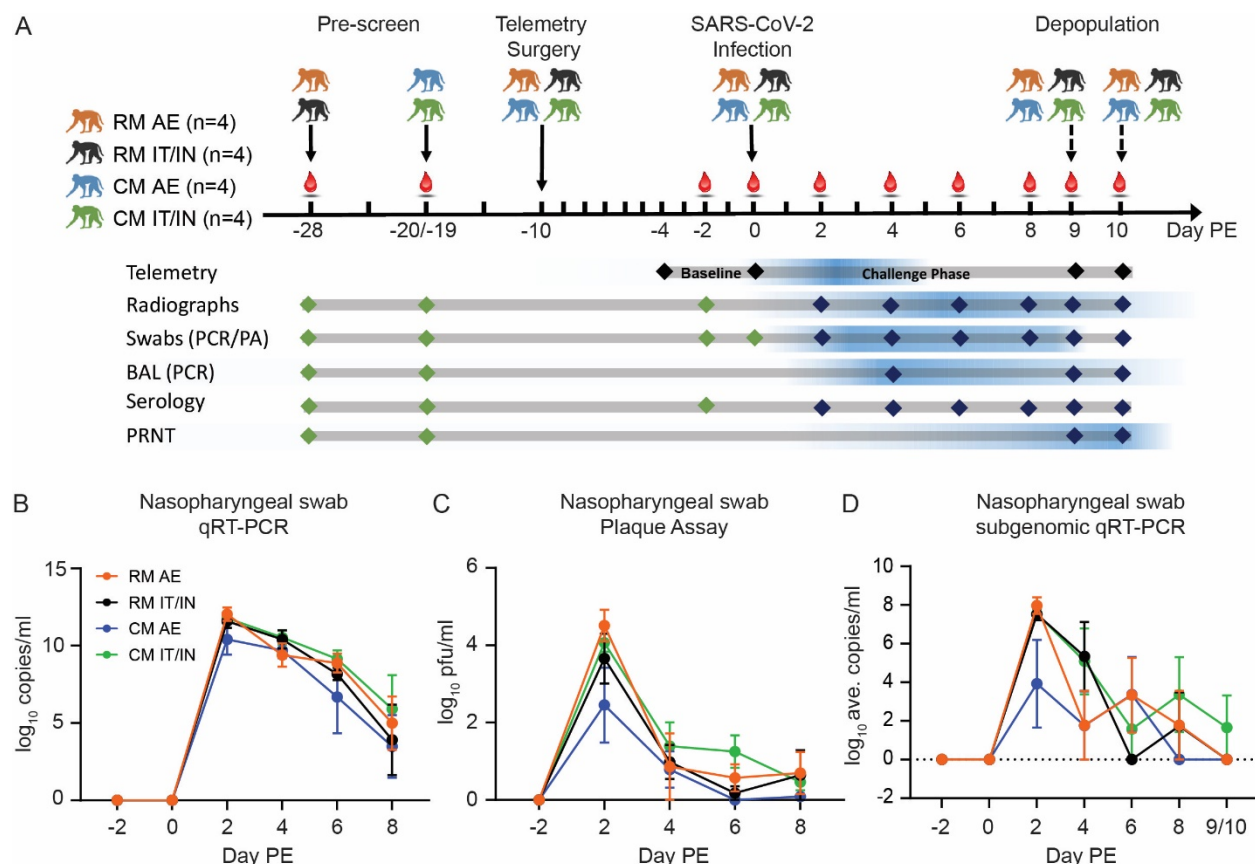 A
Pre-screen
Telemetry
Surgery
SARS-CoV-2
Infection
Depopulation
RM AE (n=4)
RM IT/IN (n=4)
CM AE (n=4)
CM IT/IN (n=4)
-28 -20/-19 -10 -4 -2 0 2 4 6 8 9 10 Day PE
Telemetry Baseline Challenge Phase
Radiographs
Swabs (PCR/PA)
BAL (PCR)
Serology
PRNT
B
Nasopharyngeal swab
qRT-PCR
log10 copies/ml
15
10
5
0
RM AE
RM IT/IN
CM AE
CM IT/IN
-2 0 2 4 6 8
Day PE
C
Nasopharyngeal swab
Plaque Assay
log10 pfu/ml
6
4
2
0
-2 2 4 6 8
Day PE
D
Nasopharyngeal swab
subgenomic qRT-PCR
log10 ave. copies/ml
10
8
6
4
2
0
-2
-2 0 2 4 6 8 9/10
Day PE